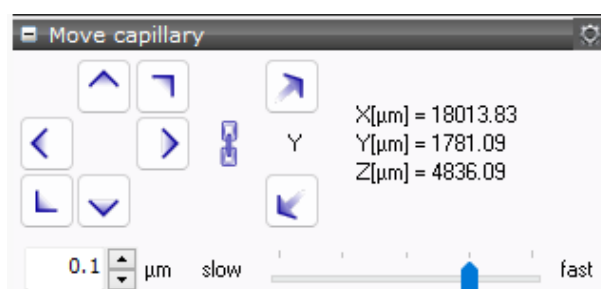 Move capillary
X[µm] = 18013.83
Y
Y[µm] = 1781.09
Z[µm] = 4836.09
0.1 µm slow fast